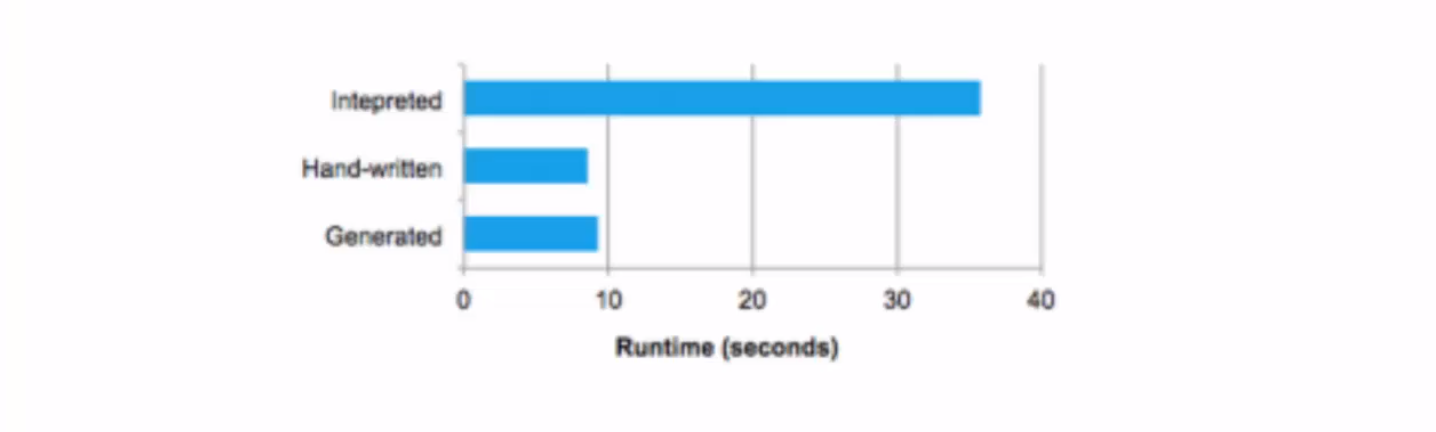 Intepreted
Hand-written
Generated
0 10 20 30 40
Runtime (seconds)